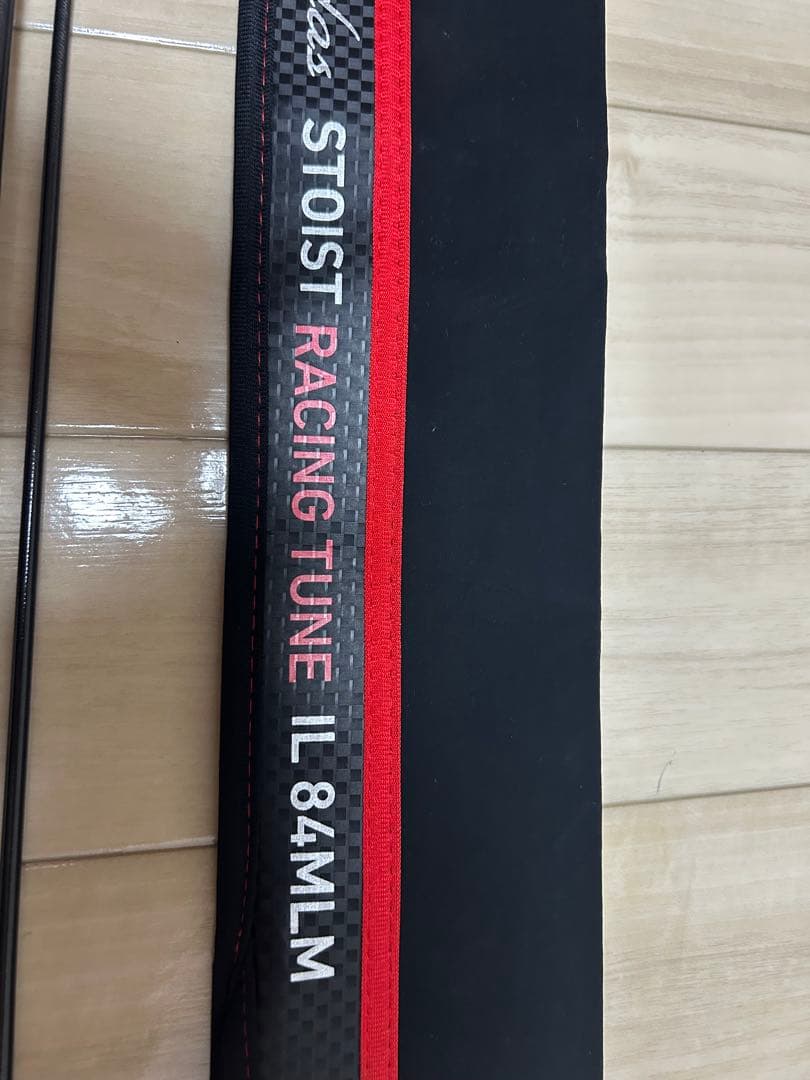 STOIST RACING TUNE IL 84MLM